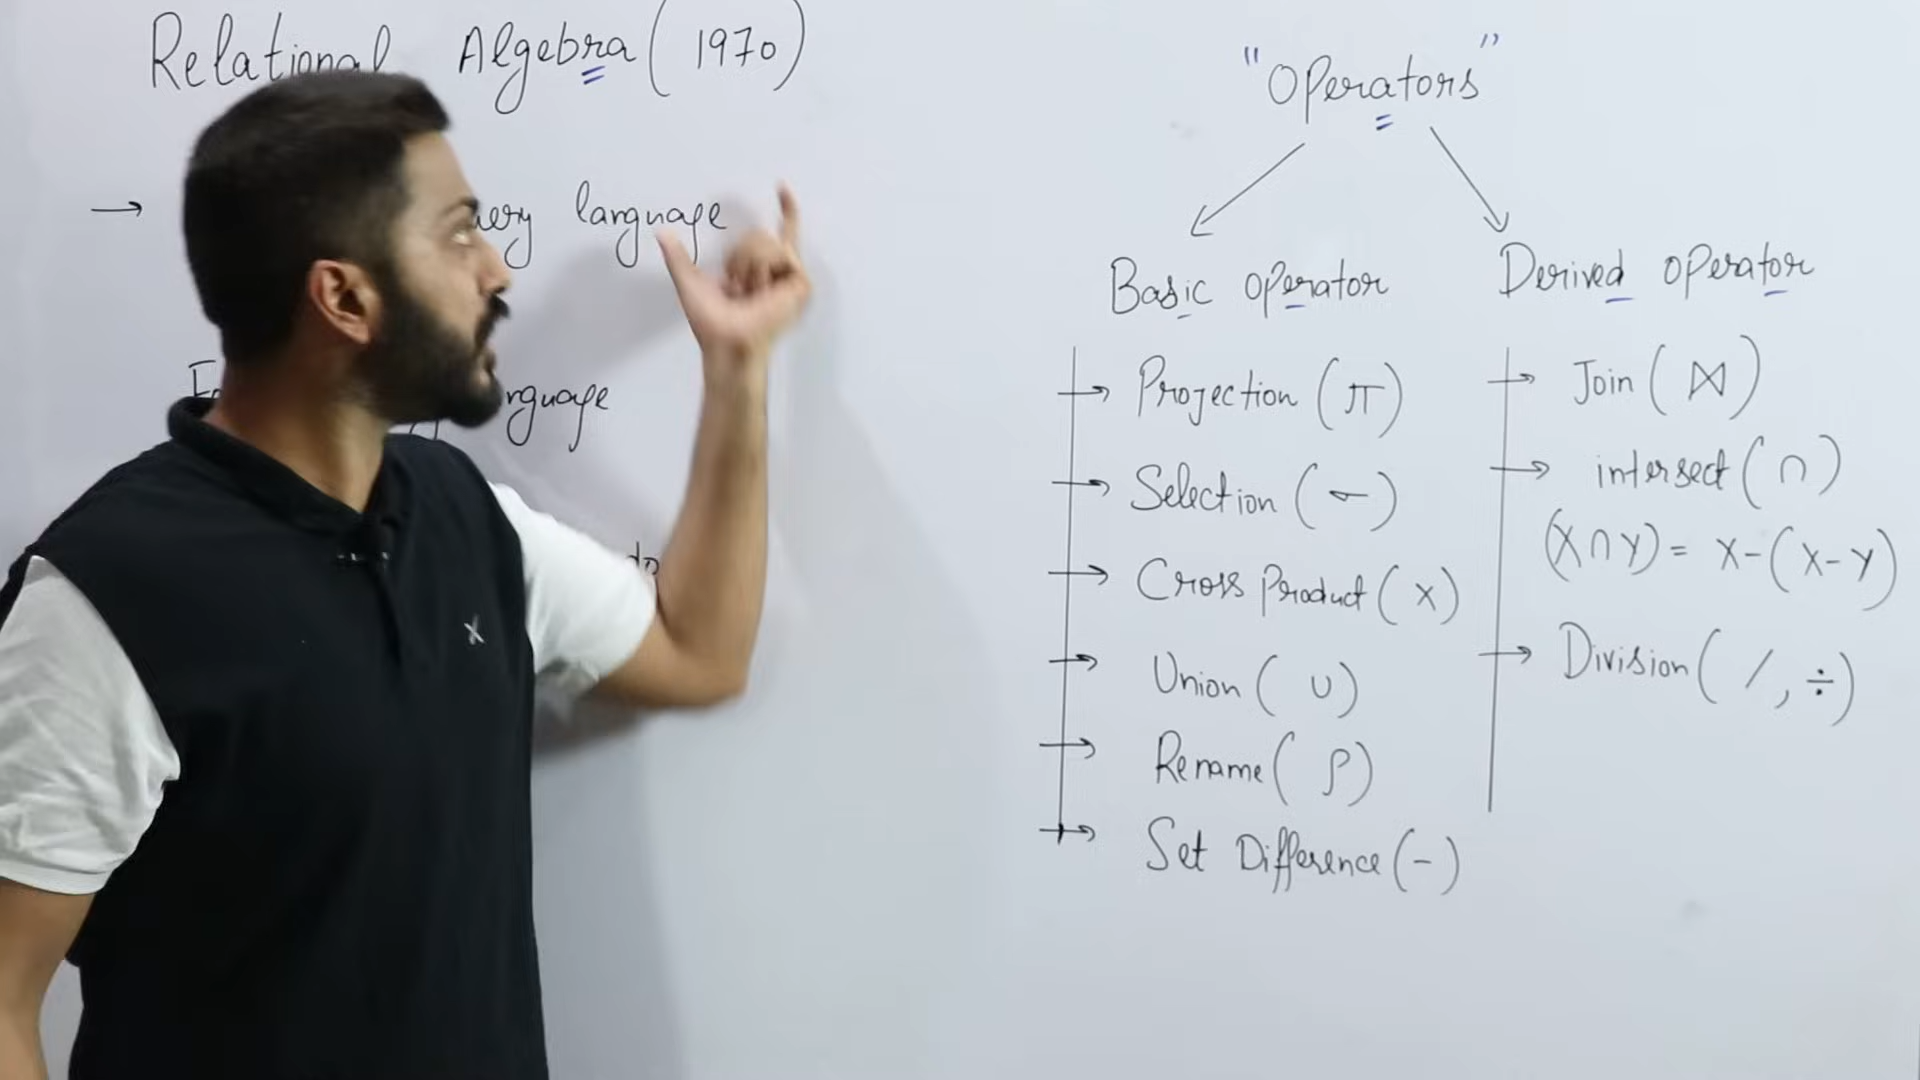 Relational Algebra (1970)
→ language
"Operators"
Basic operator
→ Projection (π)
→ Selection (σ)
→ Cross Product (X)
→ Union (∪)
→ Rename (ρ)
→ Set Difference (-)
Derived operator
→ Join (⋈)
→ intersect (∩)
(X∩Y) = X-(X-Y)
→ Division (/, ÷)